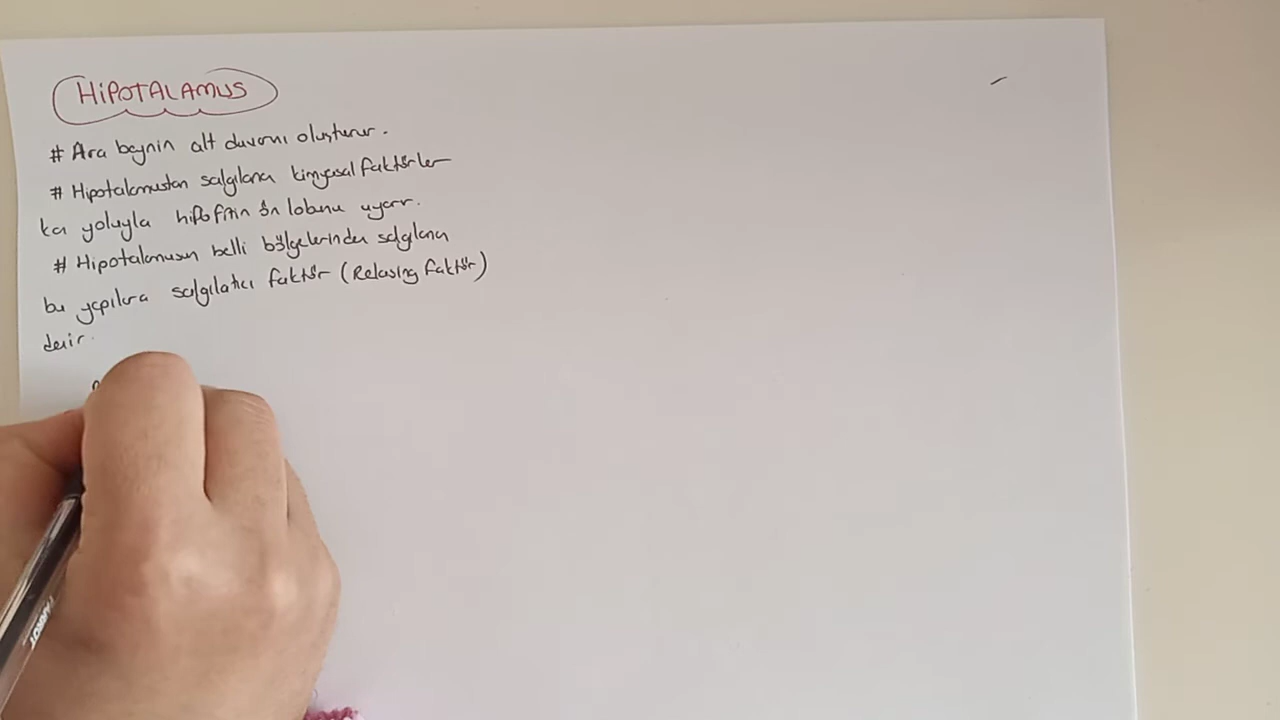 HİPOTALAMUS
# Ara beynin alt duvarını oluşturur.
# Hipotalamustan salgılanan kimyasal faktörler
kan yoluyla hipofizin ön lobunu uyarır.
# Hipotalamusun belli bölgelerinden salgılanan
bu yapılara salgılatıcı faktör (Relasing faktör)
denir.